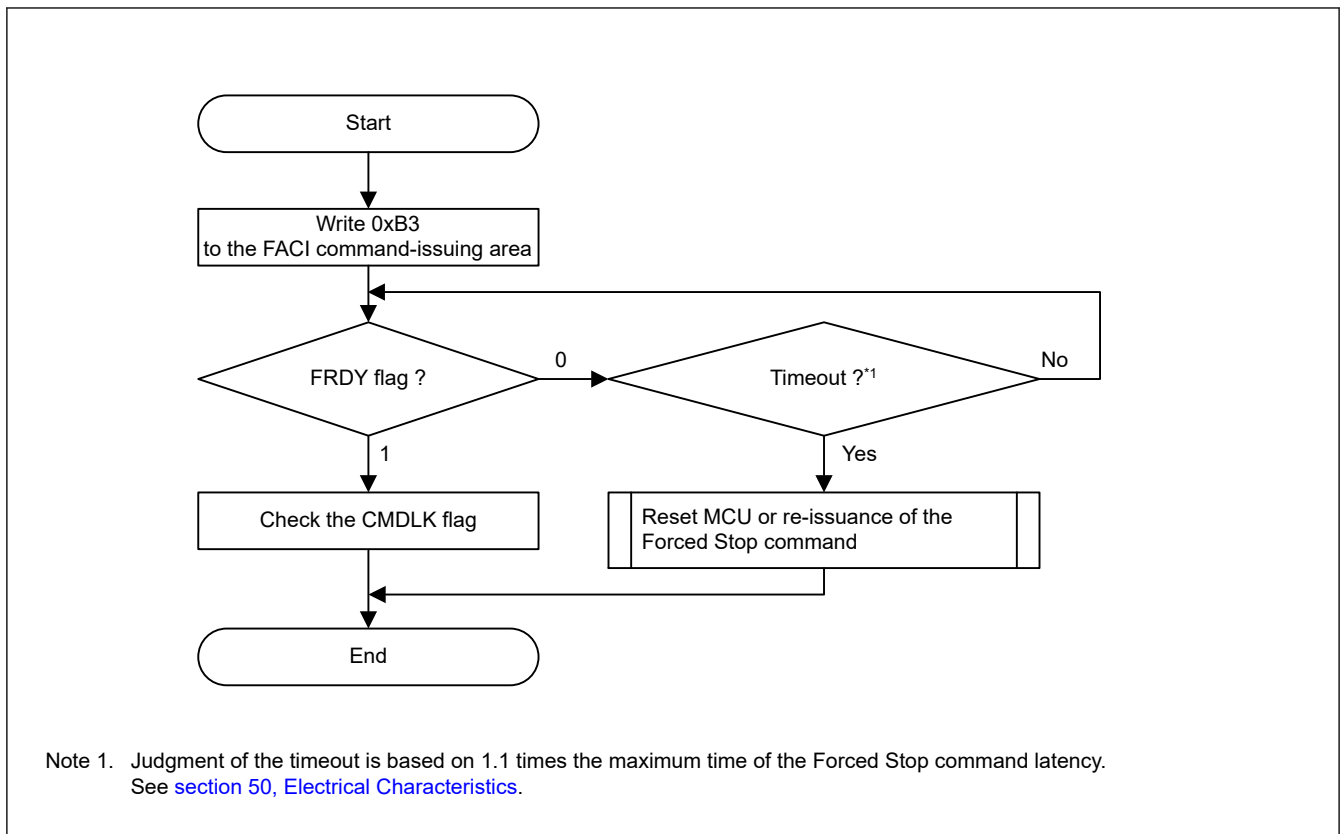 Start
Write 0xB3
to the FACI command-issuing area
FRDY flag ?
0
Timeout ?*1
No
1
Yes
Check the CMDLK flag
Reset MCU or re-issuance of the
Forced Stop command
End
Note 1. Judgment of the timeout is based on 1.1 times the maximum time of the Forced Stop command latency.
See section 50, Electrical Characteristics.